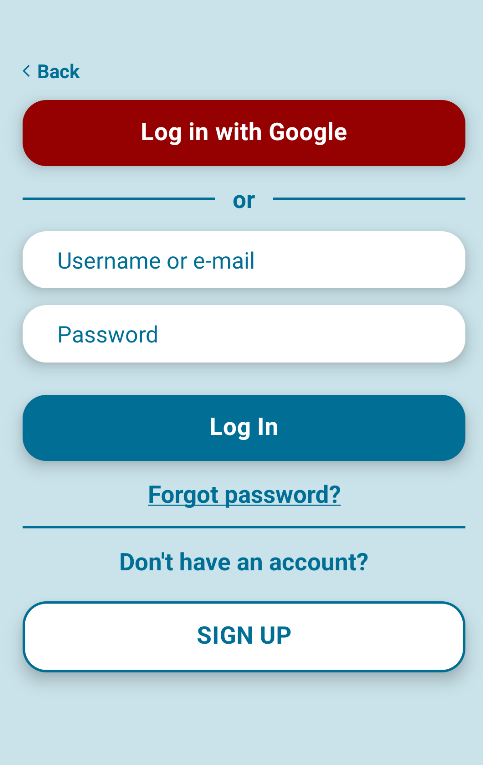 Back
Log in with Google
or
Username or e-mail
Password
Log In
Forgot password?
Don't have an account?
SIGN UP